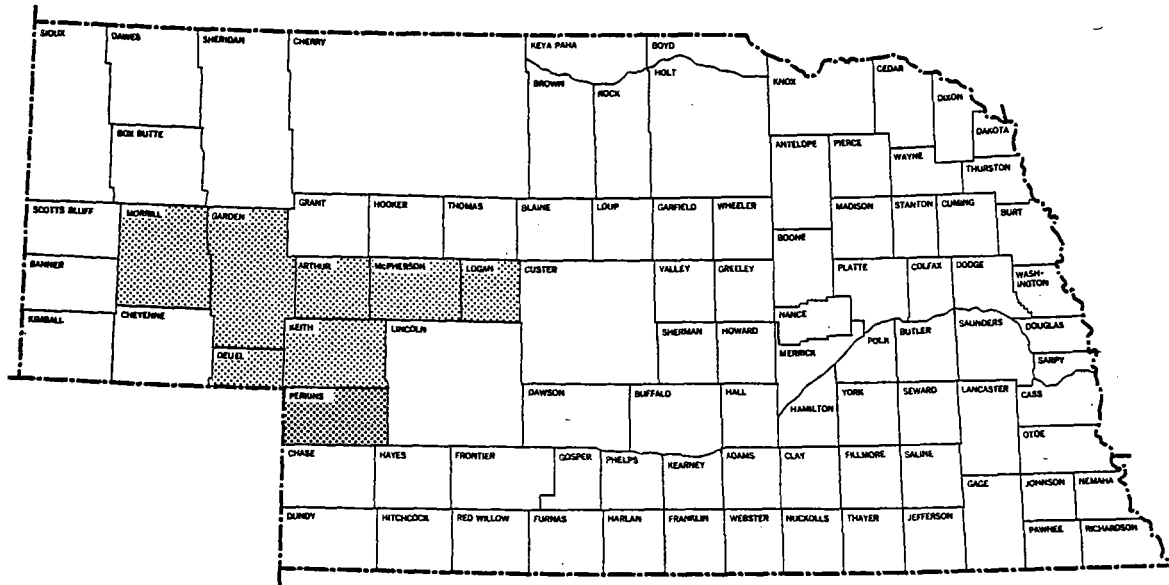 SIOUX
DAWES
SHERIDAN
CHERRY
KEYA PAHA
BOYD
BROWN
ROCK
HOLT
KNOX
CEDAR
DIXON
DAKOTA
BOX BUTTE
ANTELOPE
PIERCE
WAYNE
THURSTON
SCOTTS BLUFF
MORRILL
GARDEN
GRANT
HOOKER
THOMAS
BLAINE
LOUP
GARFIELD
WHEELER
MADISON
STANTON
CUMING
BURT
BOONE
BANNER
ARTHUR
McPHERSON
LOGAN
CUSTER
VALLEY
GREELEY
PLATTE
COLFAX
DODGE
WASH-
INGTON
KIMBALL
CHEYENNE
KEITH
LINCOLN
SHERMAN
HOWARD
NANCE
MERRICK
POLK
BUTLER
SAUNDERS
DOUGLAS
SARPY
DEUEL
PERKINS
DAWSON
BUFFALO
HALL
HAMILTON
YORK
SEWARD
LANCASTER
CASS
OTOE
CHASE
HAYES
FRONTIER
GOSPER
PHELPS
KEARNEY
ADAMS
CLAY
FILLMORE
SALINE
GAGE
JOHNSON
NEMAHA
DUNDY
HITCHCOCK
RED WILLOW
FURNAS
HARLAN
FRANKLIN
WEBSTER
NUCKOLLS
THAYER
JEFFERSON
PAWNEE
RICHARDSON